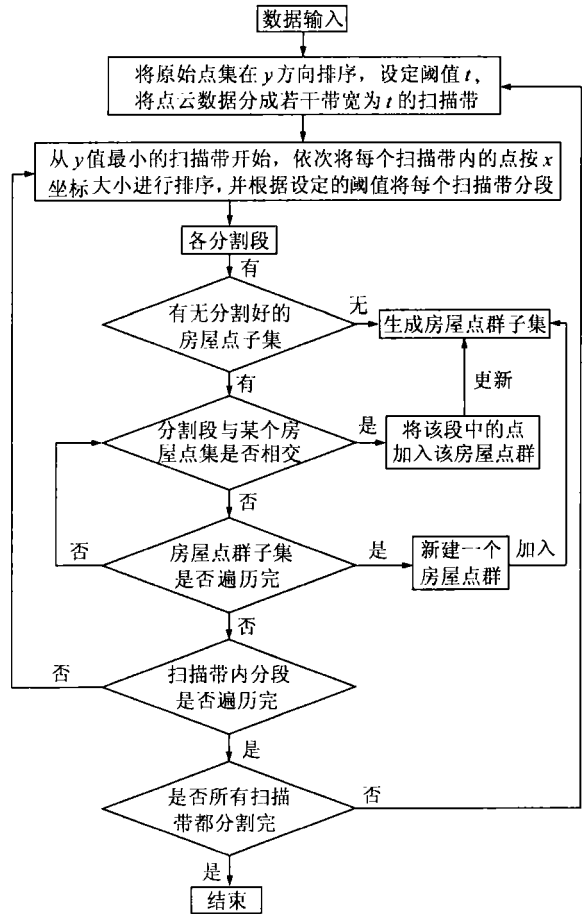 数据输入
将原始点集在y方向排序，设定阈值t，
将点云数据分成若干带宽为t的扫描带
从y值最小的扫描带开始，依次将每个扫描带内的点按x
坐标大小进行排序，并根据设定的阈值将每个扫描带分段
各分割段
有
有无分割好的
房屋点子集
无
生成房屋点群子集
有
更新
分割段与某个房
屋点集是否相交
是
将该段中的点
加入该房屋点群
否
房屋点群子集
是否遍历完
否
是
新建一个
房屋点群
加入
否
扫描带内分段
是否遍历完
否
是
是否所有扫描
带都分割完
否
是
结束